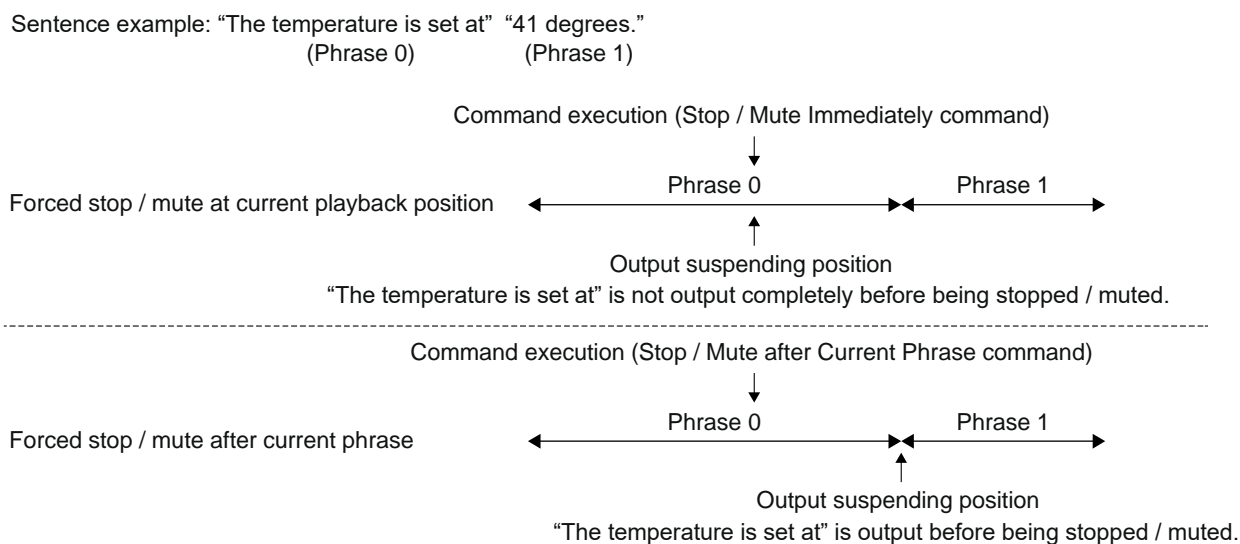 Sentence example: “The temperature is set at” “41 degrees.”
(Phrase 0) (Phrase 1)
Command execution (Stop / Mute Immediately command)
Phrase 0 Phrase 1
Forced stop / mute at current playback position
Output suspending position
“The temperature is set at” is not output completely before being stopped / muted.
Command execution (Stop / Mute after Current Phrase command)
Phrase 0 Phrase 1
Forced stop / mute after current phrase
Output suspending position
“The temperature is set at” is output before being stopped / muted.